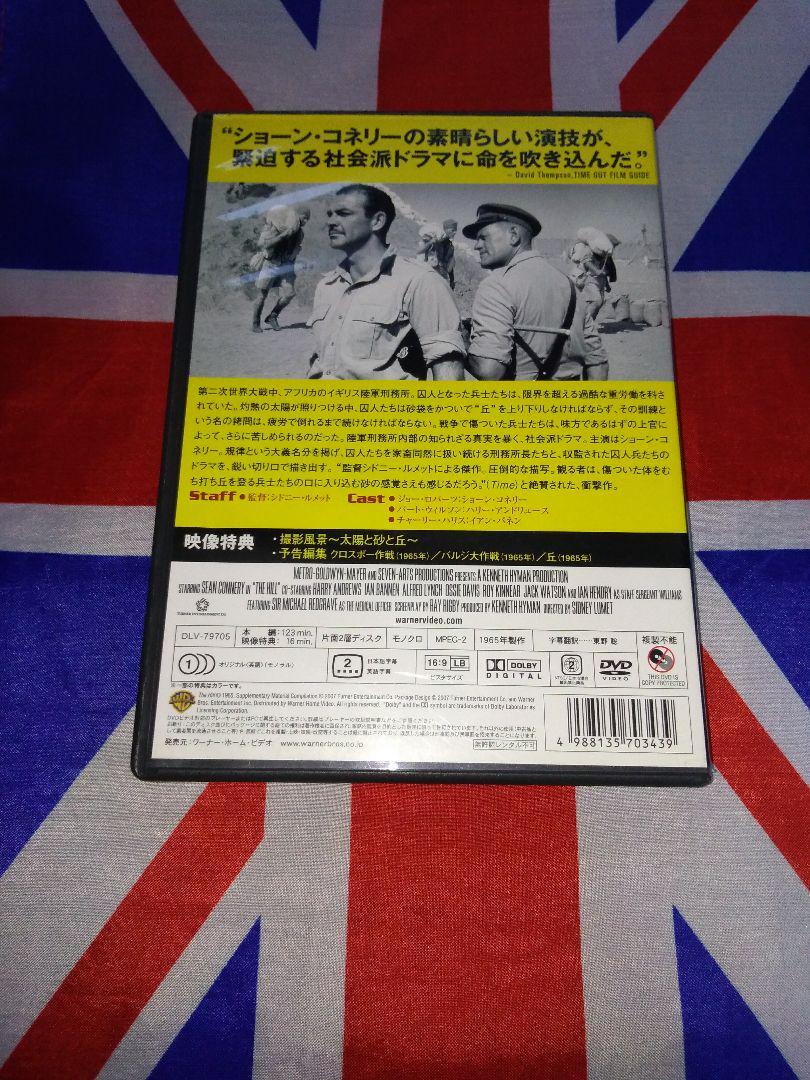 “ショーン・コネリーの素晴らしい演技が、
緊迫する社会派ドラマに命を吹き込んだ。”
– David Thompson, TIME OUT FILM GUIDE
第二次世界大戦中、アフリカのイギリス陸軍刑務所。囚人となった兵士たちは、限界を超える過酷な重労働を科さ
れていた。灼熱の太陽が照りつける中、囚人たちは砂袋をかついで“丘”を上り下りしなければならず、その訓練
という名の拷問は、疲労で倒れるまで続けなければならない。戦争で傷ついた兵士たちは、味方であるはずの上官に
よって、さらに苦しめられるのだった。陸軍刑務所内部の知られざる真実を暴く、社会派ドラマ。主演はショーン・コ
ネリー。規律という大義名分を掲げ、囚人たちを家畜同然に扱い続ける刑務所長たちと、収監された囚人兵たちの
ドラマを、鋭い切り口で描き出す。“監督シドニー・ルメットによる傑作。圧倒的な描写。観る者は、傷ついた体をむ
ち打ち丘を登る兵士たちの口に入り込む砂の感覚さえも感じるだろう。”(Time)と絶賛された、衝撃作。
Staff ●監督:シドニー・ルメット Cast ●ジョー・ロバーツ:ショーン・コネリー
●バート・ウィルソン:ハリー・アンドリュース
●チャーリー・ハリス:イアン・バネン
映像特典 ・撮影風景〜太陽と砂と丘〜
・予告編集 クロスボー作戦(1965年)/バルジ大作戦(1965年)/丘(1965年)
METRO-GOLDWYN-MAYER AND SEVEN-ARTS PRODUCTIONS PRESENTS A KENNETH HYMAN PRODUCTION
STARRING SEAN CONNERY IN "THE HILL" CO-STARRING HARRY ANDREWS IAN BANNEN ALFRED LYNCH OSSIE DAVIS ROY KINNEAR JACK WATSON AND IAN HENDRY AS STAFF SERGEANT WILLIAMS
FEATURING SIR MICHAEL REDGRAVE AS THE MEDICAL OFFICER SCREENPLAY BY RAY RIGBY PRODUCED BY KENNETH HYMAN DIRECTED BY SIDNEY LUMET
warnervideo.com
DLV-79705 本編:123 min. 映像特典:16 min. 片面2層ディスク モノクロ MPEG-2 1965年製作 字幕翻訳……東野 聡 複製不能
1 オリジナル(英語)(モノラル) 2 日本語字幕 英語字幕 16:9 LB ビスタサイズ DOLBY DIGITAL 2 DVD VIDEO THIS DVD IS COPY PROTECTED
※一部の特典はカラーです。
発売元:ワーナー・ホーム・ビデオ www.warnerbros.co.jp
無許諾レンタル不可
4 988135 703439